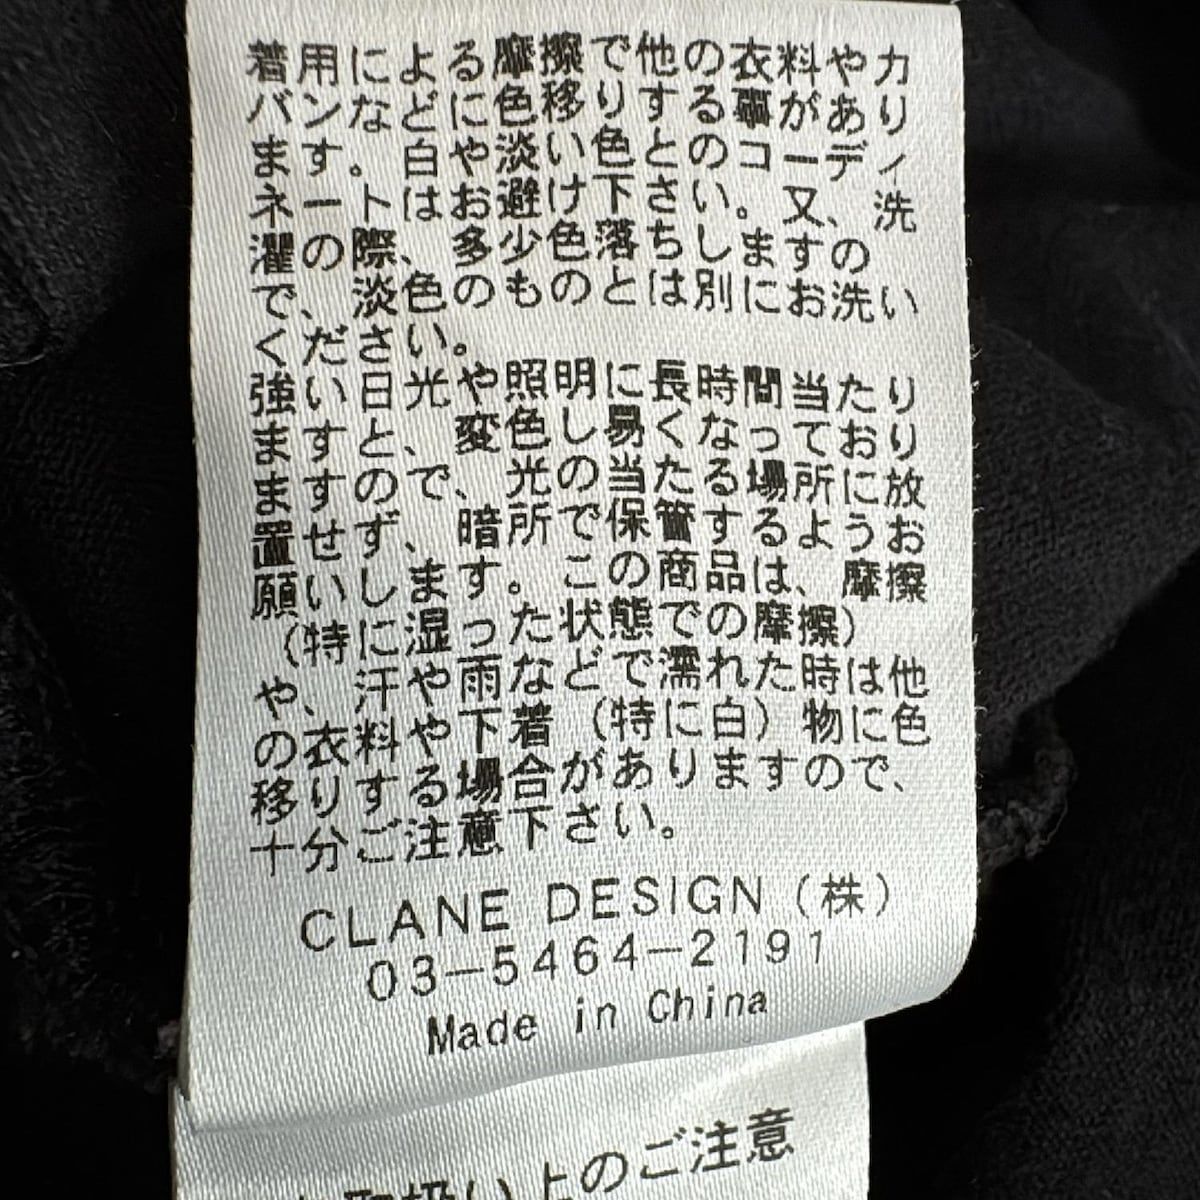 着用による摩擦で他の衣料やカ
バンなどに色移りする事があり
ます。白や淡い色とのコーディ
ネートはお避け下さい。又、洗
濯の際、多少色落ちしますの
で、淡色のものとは別にお洗い
ください。
強い日光や照明に長時間当たり
ますと、変色し易くなっており
ますので、光の当たる場所に放
置せず、暗所で保管するようお
願いします。この商品は、摩擦
(特に湿った状態での摩擦)
や、汗や雨などで濡れた時は他
の衣料や下着(特に白)物に色
移りする場合がありますので、
十分ご注意下さい。
CLANE DESIGN(株)
03-5464-2191
Made in China
取扱い上のご注意